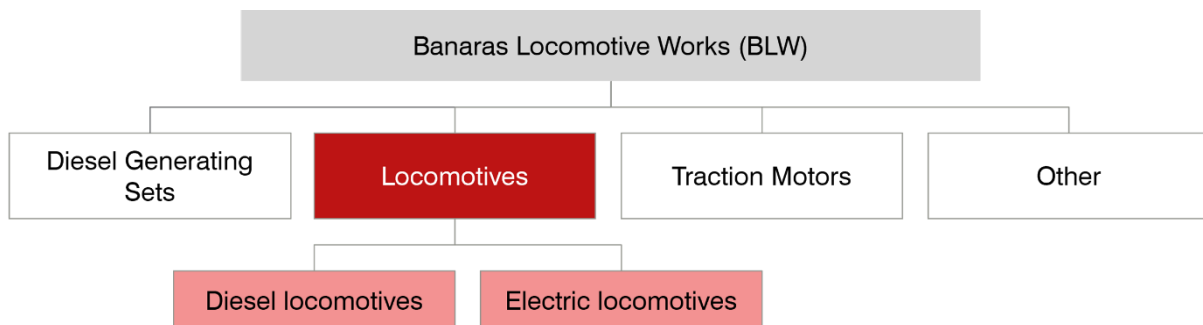 Banaras Locomotive Works (BLW)
Diesel Generating
Sets
Locomotives
Traction Motors
Other
Diesel locomotives
Electric locomotives